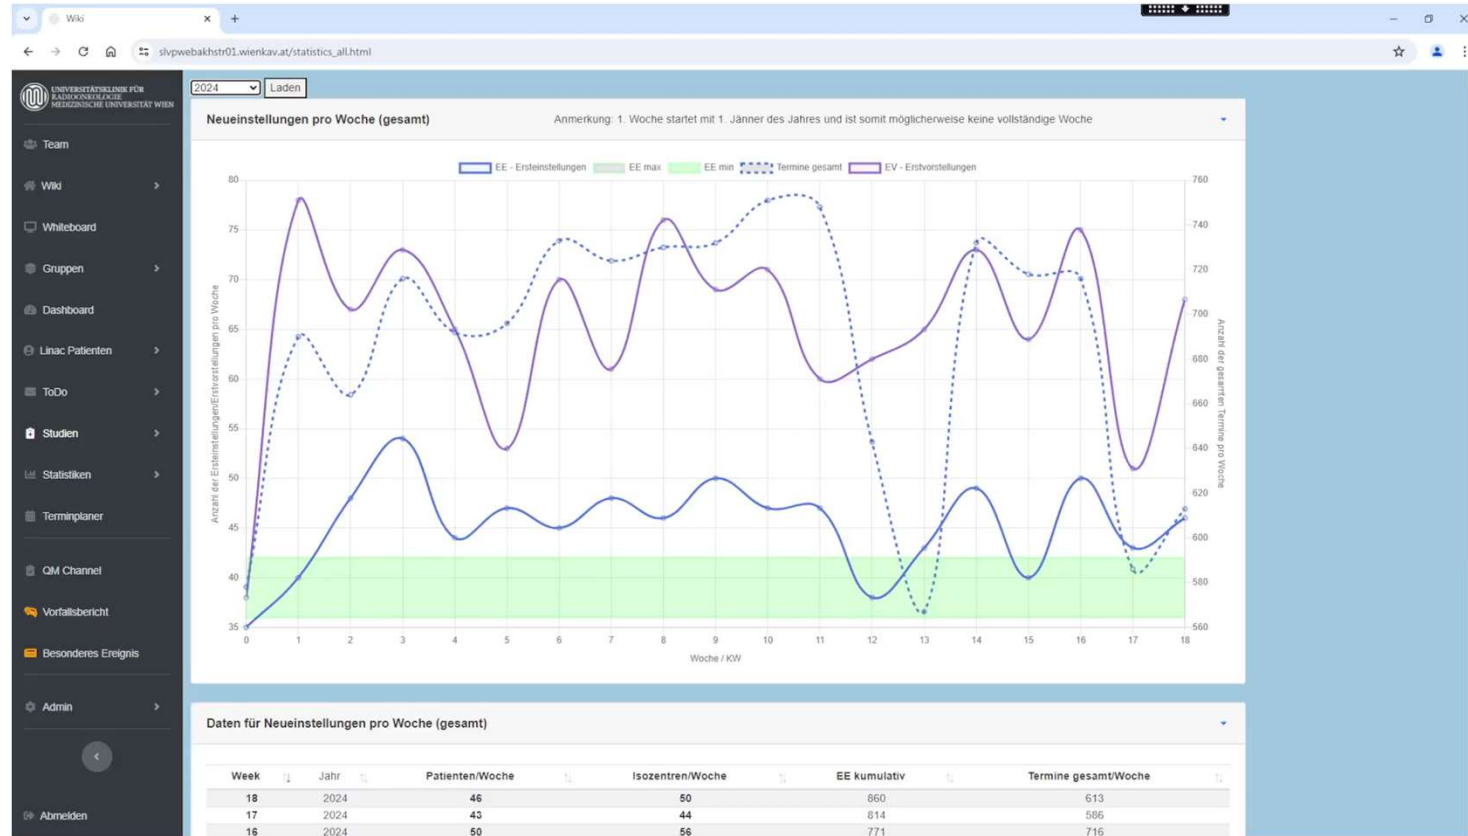 Wiki
slvpwebakhstr01.wienkav.at/statistics_all.html
UNIVERSITÄTSKLINIK FÜR
RADIOONKOLOGIE
MEDIZINISCHE UNIVERSITÄT WIEN
Team
Wiki
Whiteboard
Gruppen
Dashboard
Linac Patienten
ToDo
Studien
Statistiken
Terminplaner
QM Channel
Vorfallsbericht
Besonderes Ereignis
Admin
Abmelden
2024 Laden
Neueinstellungen pro Woche (gesamt) Anmerkung: 1. Woche startet mit 1. Jänner des Jahres und ist somit möglicherweise keine vollständige Woche
EE - Ersteinstellungen EE max EE min Termine gesamt EV - Erstvorstellungen
Anzahl der Ersteinstellungen/Erstvorstellungen pro Woche
80
75
70
65
60
55
50
45
40
35
760
740
720
700
680
660
640
620
600
580
560
Anzahl der gesamten Termine pro Woche
0 1 2 3 4 5 6 7 8 9 10 11 12 13 14 15 16 17 18
Woche / KW
Daten für Neueinstellungen pro Woche (gesamt)
Week Jahr Patienten/Woche Isozentren/Woche EE kumulativ Termine gesamt/Woche
18 2024 46 50 860 613
17 2024 43 44 814 586
16 2024 50 56 771 716